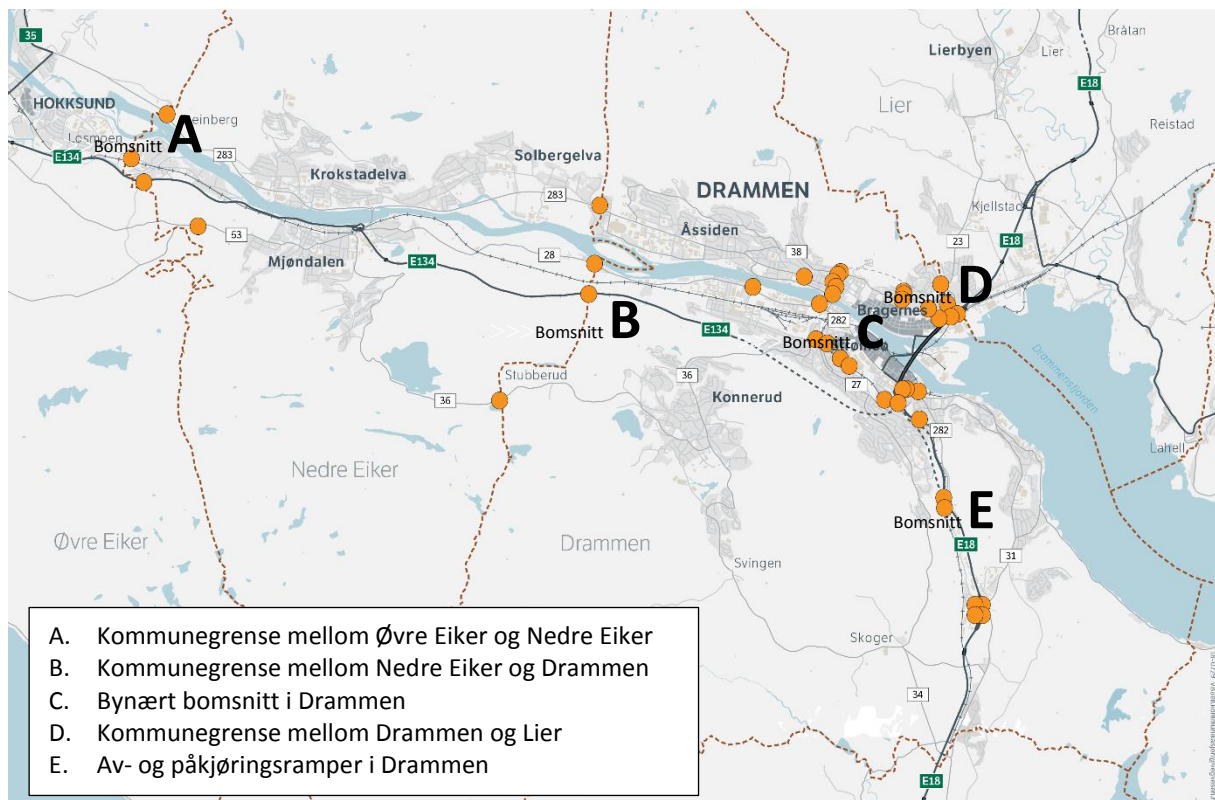 35
Bråtan
Lierbyen
Lier
E18
HOKKSUND
Lier
Reistad
A
Bomsnitt
Losmoen
E134
283
Solbergelva
Krokstadelva
DRAMMEN
283
Kjellstad
Åssiden
23
E18
53
Mjøndalen
28
38
E134
Bomsnitt
D
Bragernes
B
Bomsnitt
E134
282
Bomsnitt
C
Drammensfjorden
Stubberud
36
36
Konnerud
27
282
Lahell
Nedre Eiker
E
Bomsnitt
Øvre Eiker
Drammen
E18
31
Svingen
Skoger
34
E18
A. Kommunegrense mellom Øvre Eiker og Nedre Eiker
B. Kommunegrense mellom Nedre Eiker og Drammen
C. Bynært bomsnitt i Drammen
D. Kommunegrense mellom Drammen og Lier
E. Av- og påkjøringsramper i Drammen